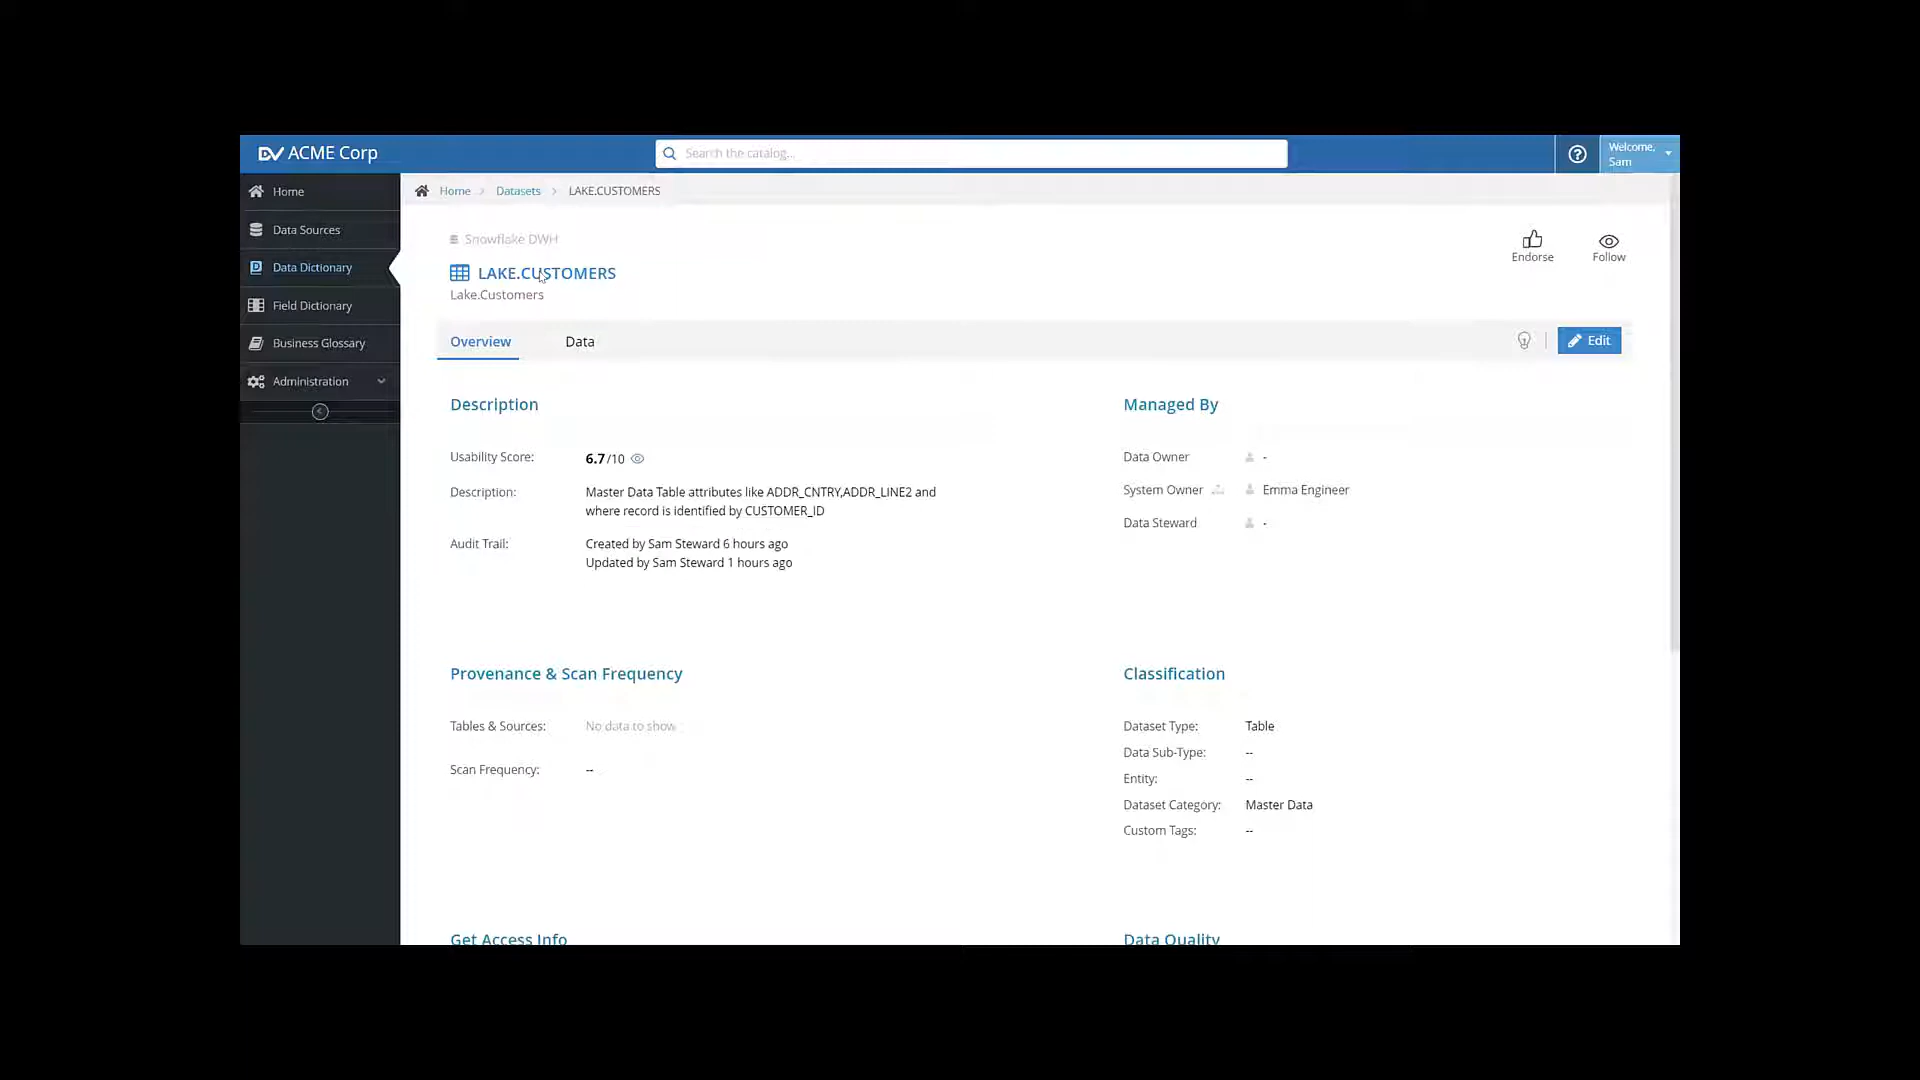 DV ACME Corp
Search the catalog...
Welcome,
Sam
Home
Data Sources
Data Dictionary
Field Dictionary
Business Glossary
Administration
Home > Datasets > LAKE.CUSTOMERS
Snowflake DWH
LAKE.CUSTOMERS
Lake.Customers
Endorse
Follow
Overview
Data
Edit
Description
Usability Score: 6.7/10
Description: Master Data Table attributes like ADDR_CNTRY,ADDR_LINE2 and
where record is identified by CUSTOMER_ID
Audit Trail: Created by Sam Steward 6 hours ago
Updated by Sam Steward 1 hours ago
Managed By
Data Owner -
System Owner Emma Engineer
Data Steward -
Provenance & Scan Frequency
Tables & Sources: No data to show
Scan Frequency: --
Classification
Dataset Type: Table
Data Sub-Type: --
Entity: --
Dataset Category: Master Data
Custom Tags: --
Get Access Info
Data Quality